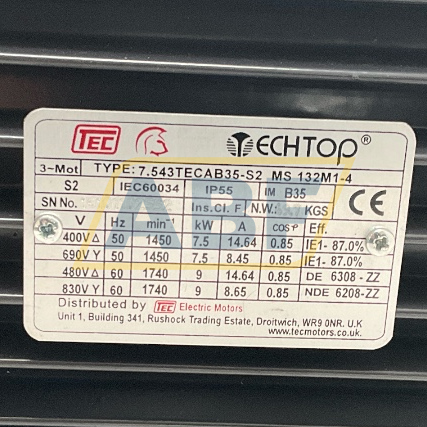 TEC TECHTOP®
3~Mot TYPE: 7.543TECAB35-S2 MS 132M1-4
S2 IEC60034 IP55 IM B35
SN No. Ins.Cl. F N.W. KGS CE
V Hz min⁻¹ kW A cosφ Eff.
400V Δ 50 1450 7.5 14.64 0.85 IE1- 87.0%
690V Y 50 1450 7.5 8.45 0.85 IE1- 87.0%
480V Δ 60 1740 9 14.64 0.85 DE 6308-ZZ
830V Y 60 1740 9 8.65 0.85 NDE 6208-ZZ
Distributed by TEC Electric Motors
Unit 1, Building 341, Rushock Trading Estate, Droitwich, WR9 0NR. U.K
www.tecmotors.co.uk.